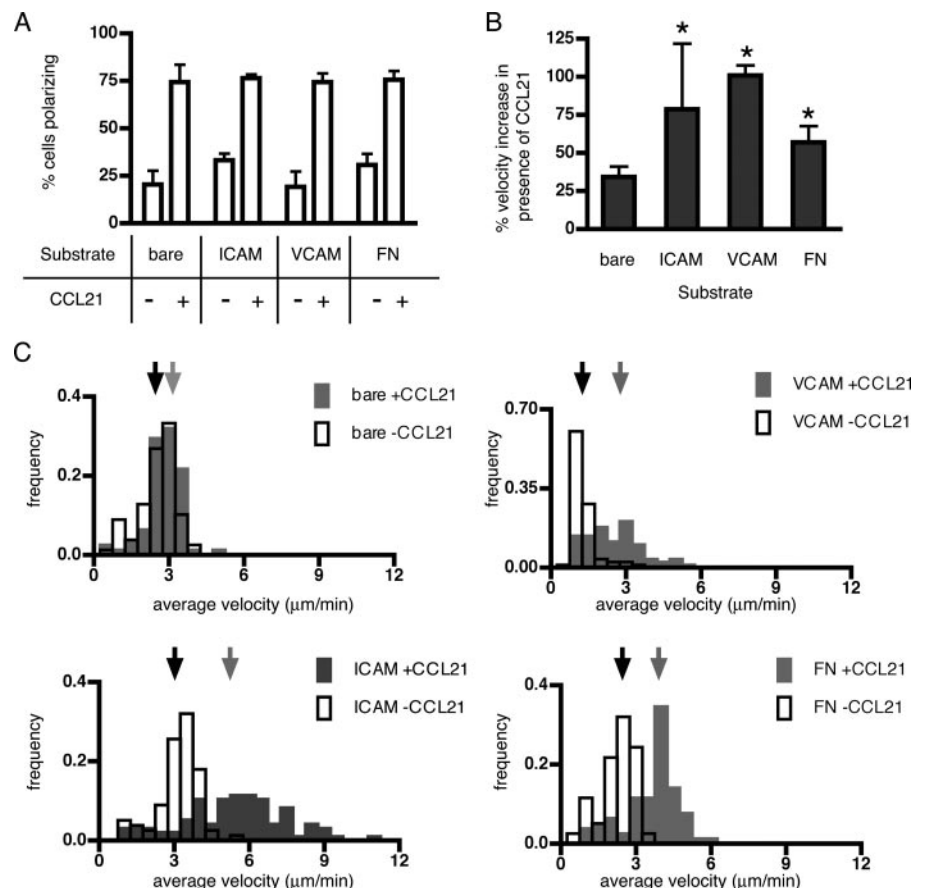 A
% cells polarizing
100
75
50
25
0
Substrate bare ICAM VCAM FN
CCL21 - + - + - + - +
B
% velocity increase in
presence of CCL21
125
100
75
50
25
0
* * *
bare ICAM VCAM FN
Substrate
C
bare +CCL21
bare -CCL21
frequency
0.4
0.2
0.0
0 3 6 9 12
average velocity (μm/min)
VCAM +CCL21
VCAM -CCL21
frequency
0.70
0.35
0.00
0 3 6 9 12
average velocity (μm/min)
ICAM +CCL21
ICAM -CCL21
frequency
0.4
0.2
0.0
0 3 6 9 12
average velocity (μm/min)
FN +CCL21
FN -CCL21
frequency
0.4
0.2
0.0
0 3 6 9 12
average velocity (μm/min)